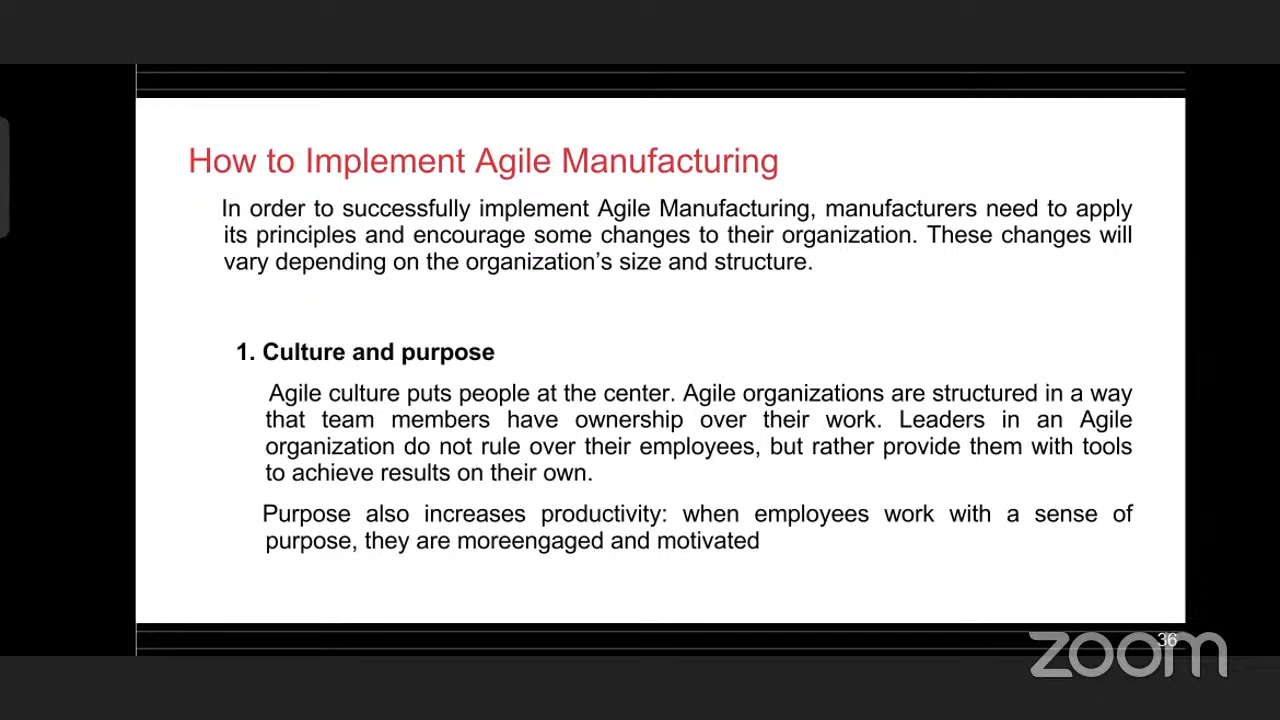 How to Implement Agile Manufacturing
In order to successfully implement Agile Manufacturing, manufacturers need to apply
its principles and encourage some changes to their organization. These changes will
vary depending on the organization's size and structure.
1. Culture and purpose
Agile culture puts people at the center. Agile organizations are structured in a way
that team members have ownership over their work. Leaders in an Agile
organization do not rule over their employees, but rather provide them with tools
to achieve results on their own.
Purpose also increases productivity: when employees work with a sense of
purpose, they are moreengaged and motivated
36
zoom